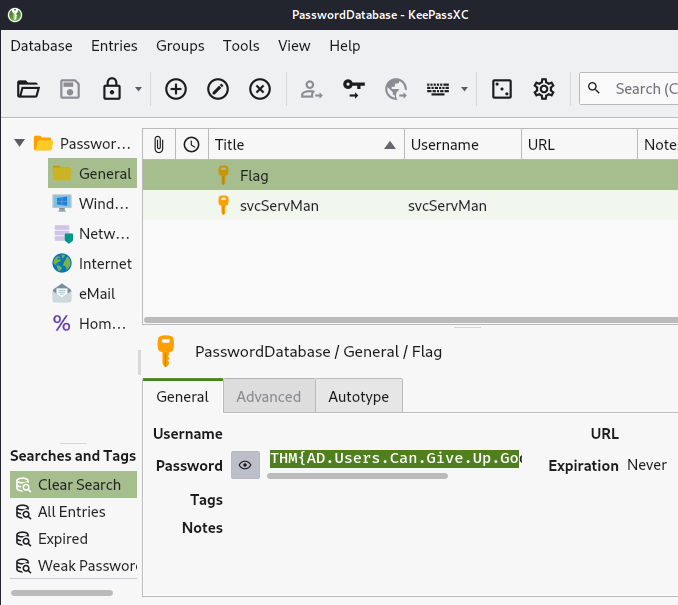 PasswordDatabase - KeePassXC
Database Entries Groups Tools View Help
Search (C
Passwor...
General
Wind...
Netw...
Internet
eMail
Hom...
Title Username URL Notes
Flag
svcServMan svcServMan
PasswordDatabase / General / Flag
General Advanced Autotype
Username URL
Password THM{AD.Users.Can.Give.Up.Go Expiration Never
Tags
Notes
Searches and Tags
Clear Search
All Entries
Expired
Weak Passwor